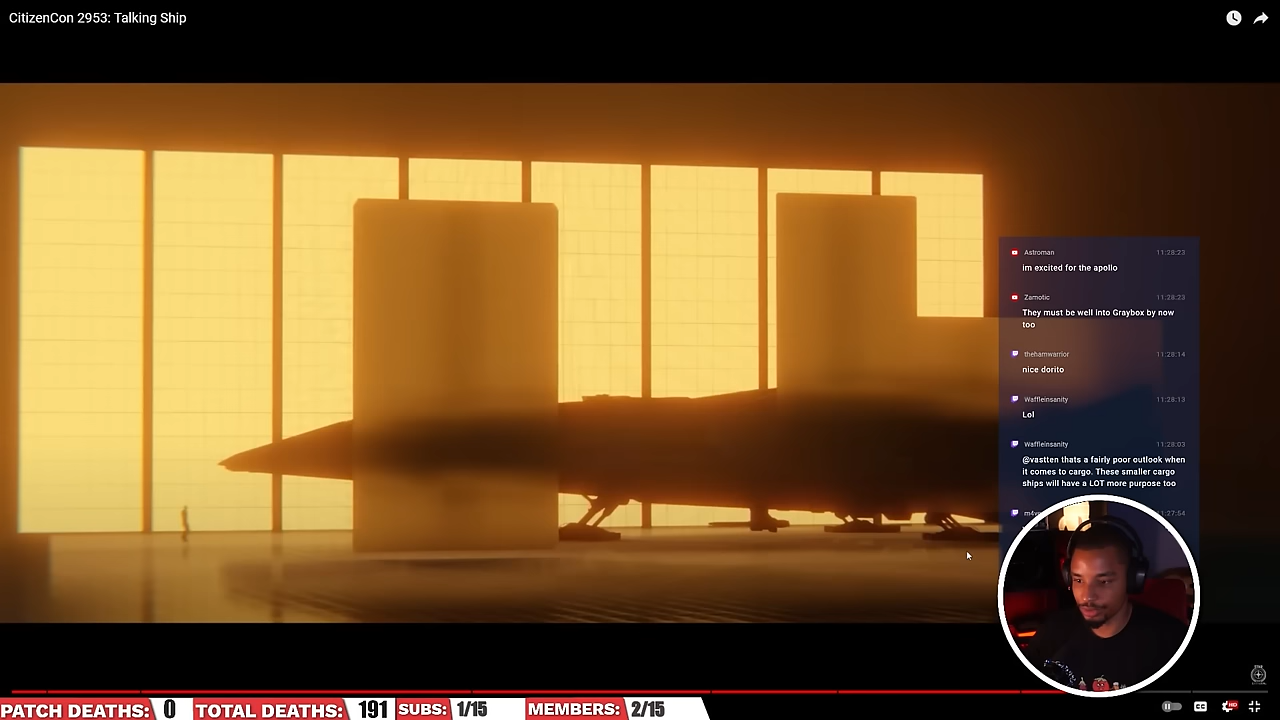 CitizenCon 2953: Talking Ship
Astroman 11:28:23
im excited for the apollo
Zamotic 11:28:23
They must be well into Graybox by now
too
thehamwarrior 11:28:14
nice dorito
Waffleinsanity 11:28:13
Lol
Waffleinsanity 11:28:03
@vastten thats a fairly poor outlook when
it comes to cargo. These smaller cargo
ships will have a LOT more purpose too
PATCH DEATHS: 0 TOTAL DEATHS: 191 SUBS: 1/15 MEMBERS: 2/15
CC HD